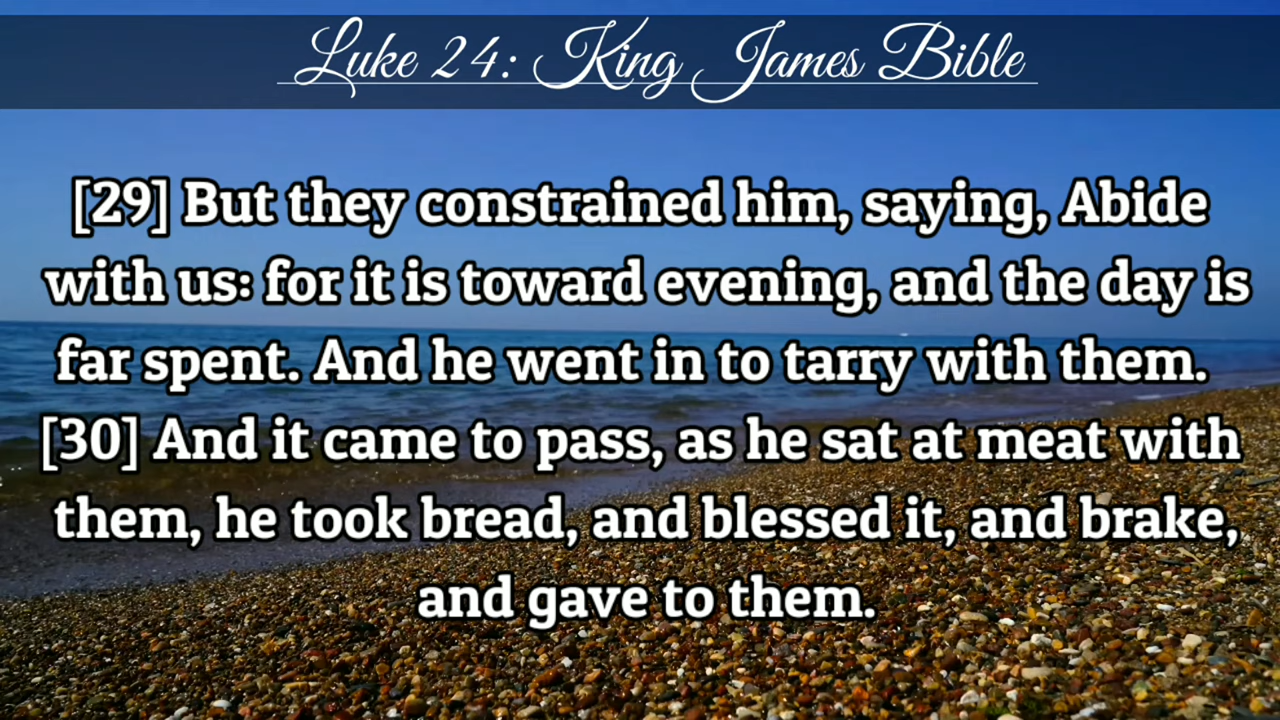 Luke 24: King James Bible
[29] But they constrained him, saying, Abide
with us: for it is toward evening, and the day is
far spent. And he went in to tarry with them.
[30] And it came to pass, as he sat at meat with
them, he took bread, and blessed it, and brake,
and gave to them.